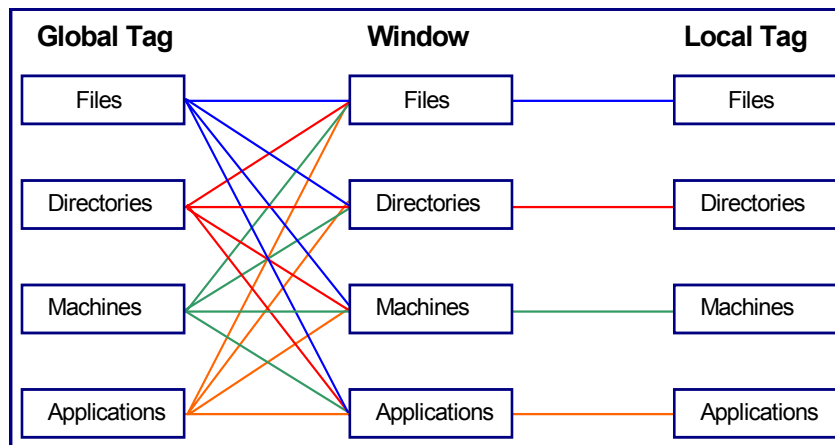 Global Tag Window Local Tag
Files Files Files
Directories Directories Directories
Machines Machines Machines
Applications Applications Applications